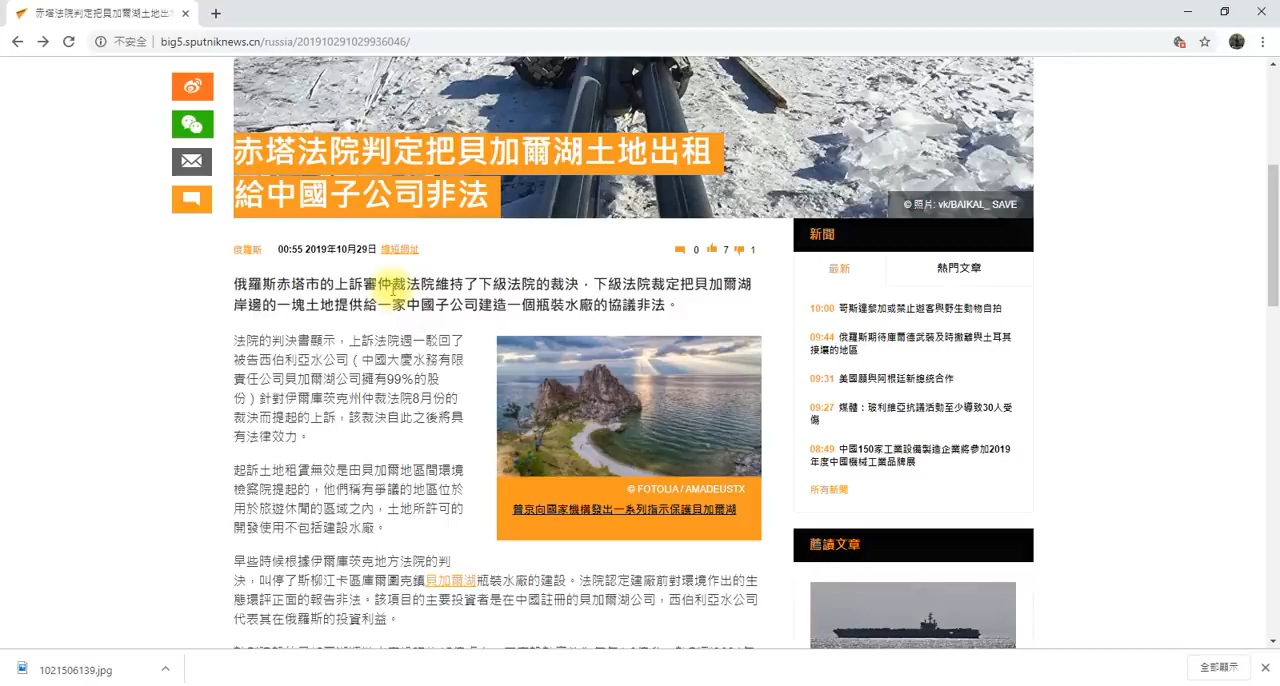 赤塔法院判定把貝加爾湖土地出
不安全
big5.sputniknews.cn/russia/201910291029936046/
赤塔法院判定把貝加爾湖土地出租
給中國子公司非法
© 照片: vk/BAIKAL_ SAVE
俄羅斯 00:55 2019年10月29日 縮短網址
0 7 1
俄羅斯赤塔市的上訴審仲裁法院維持了下級法院的裁決，下級法院裁定把貝加爾湖
岸邊的一塊土地提供給一家中國子公司建造一個瓶裝水廠的協議非法。
法院的判決書顯示，上訴法院週一駁回了
被告西伯利亞水公司（中國大慶水務有限
責任公司貝加爾湖公司擁有99%的股
份）針對伊爾庫茨克州仲裁法院8月份的
裁決而提起的上訴，該裁決自此之後將具
有法律效力。
© FOTOLIA / AMADEUSTX
普京向國家機構發出一系列指示保護貝加爾湖
起訴土地租賃無效是由貝加爾地區間環境
檢察院提起的，他們稱有爭議的地區位於
用於旅遊休閒的區域之內，土地所許可的
開發使用不包括建設水廠。
早些時候根據伊爾庫茨克地方法院的判
決，叫停了斯柳江卡區庫爾圖克鎮貝加爾湖瓶裝水廠的建設。法院認定建廠前對環境作出的生
態環評正面的報告非法。該項目的主要投資者是在中國註冊的貝加爾湖公司，西伯利亞水公司
代表其在俄羅斯的投資利益。
新聞
最新 熱門文章
10:00 哥斯達黎加或禁止遊客與野生動物自拍
09:44 俄羅斯期待庫爾德武裝及時撤離與土耳其
接壤的地區
09:31 美國願與阿根廷新總統合作
09:27 媒體：玻利維亞抗議活動至少導致30人受
傷
08:49 中國150家工業設備製造企業將參加2019
年度中國機械工業品牌展
所有新聞
薦讀文章
1021506139.jpg
全部顯示